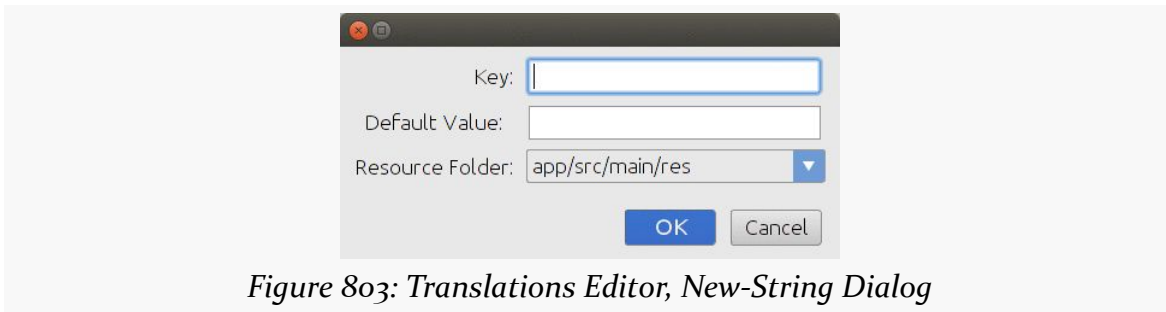 Key:
Default Value:
Resource Folder: app/src/main/res
OK Cancel
Figure 803: Translations Editor, New-String Dialog